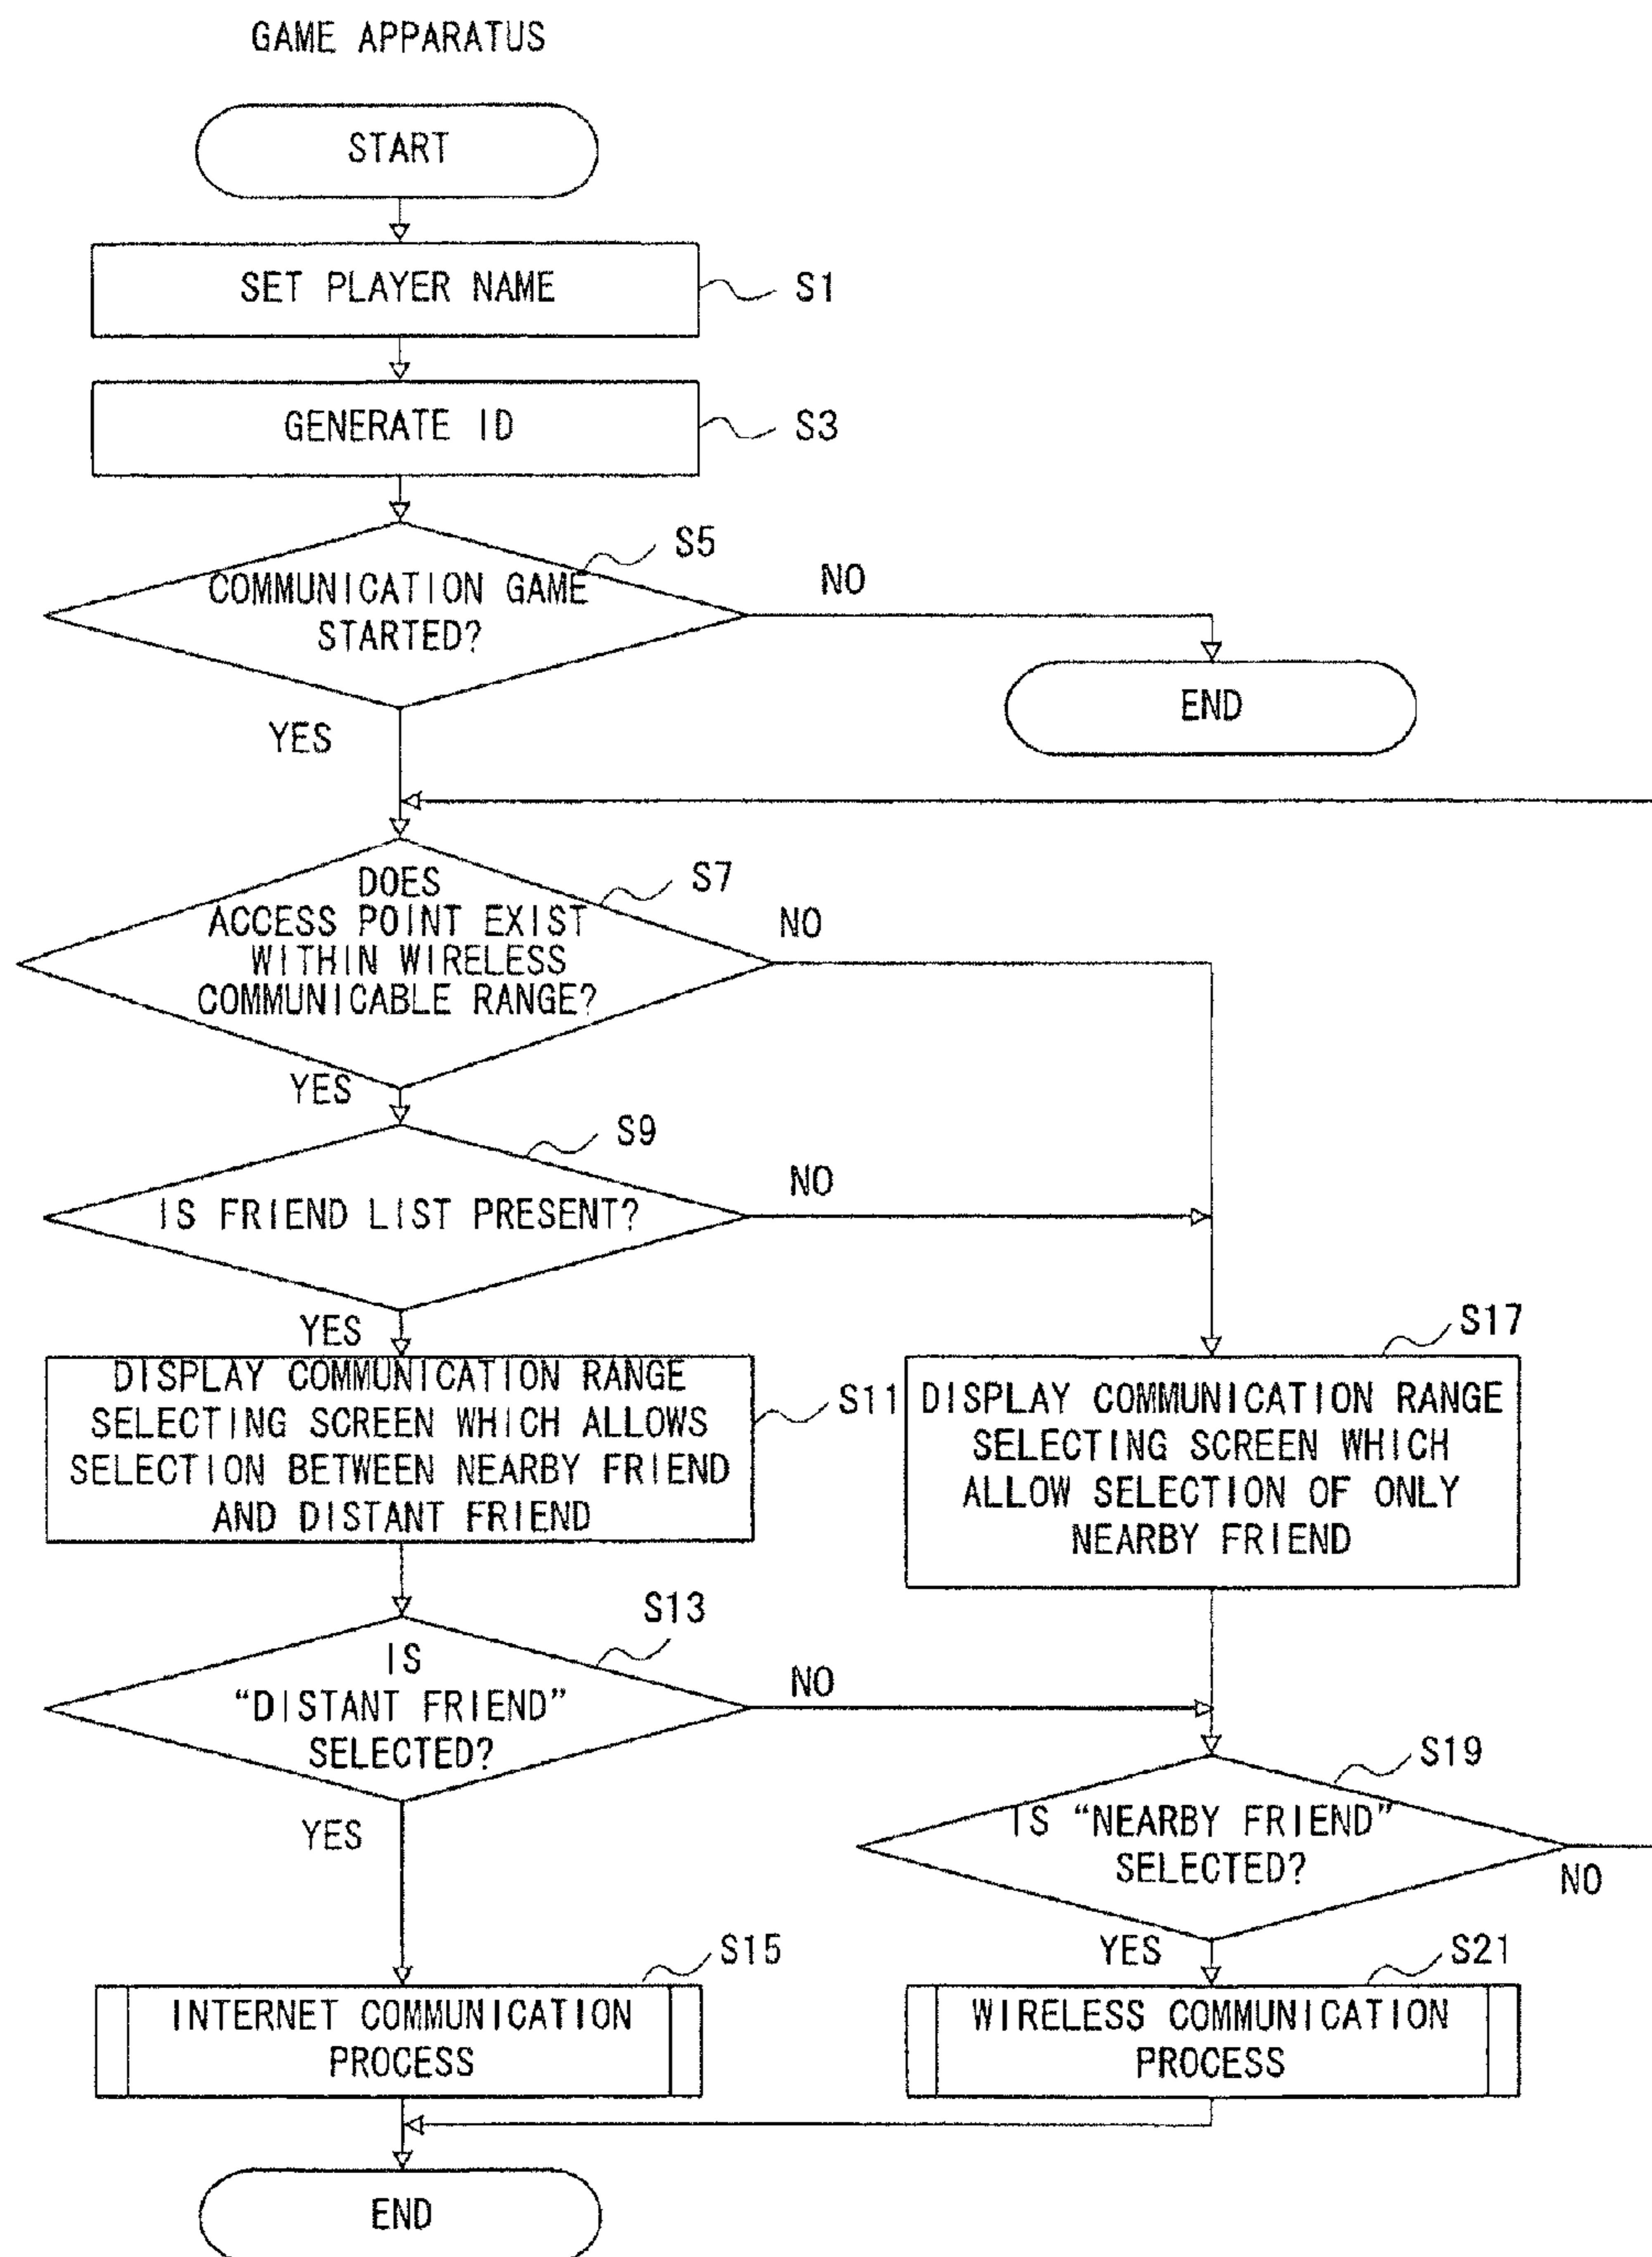 GAME APPARATUS
START
SET PLAYER NAME
S1
GENERATE ID
S3
S5
COMMUNICATION GAME
STARTED?
NO
END
YES
S7
DOES
ACCESS POINT EXIST
WITHIN WIRELESS
COMMUNICABLE RANGE?
NO
YES
S9
IS FRIEND LIST PRESENT?
NO
YES
DISPLAY COMMUNICATION RANGE
SELECTING SCREEN WHICH ALLOWS
SELECTION BETWEEN NEARBY FRIEND
AND DISTANT FRIEND
S11
S17
DISPLAY COMMUNICATION RANGE
SELECTING SCREEN WHICH
ALLOW SELECTION OF ONLY
NEARBY FRIEND
S13
IS
“DISTANT FRIEND”
SELECTED?
NO
YES
S19
IS “NEARBY FRIEND”
SELECTED?
NO
YES
S15
INTERNET COMMUNICATION
PROCESS
S21
WIRELESS COMMUNICATION
PROCESS
END